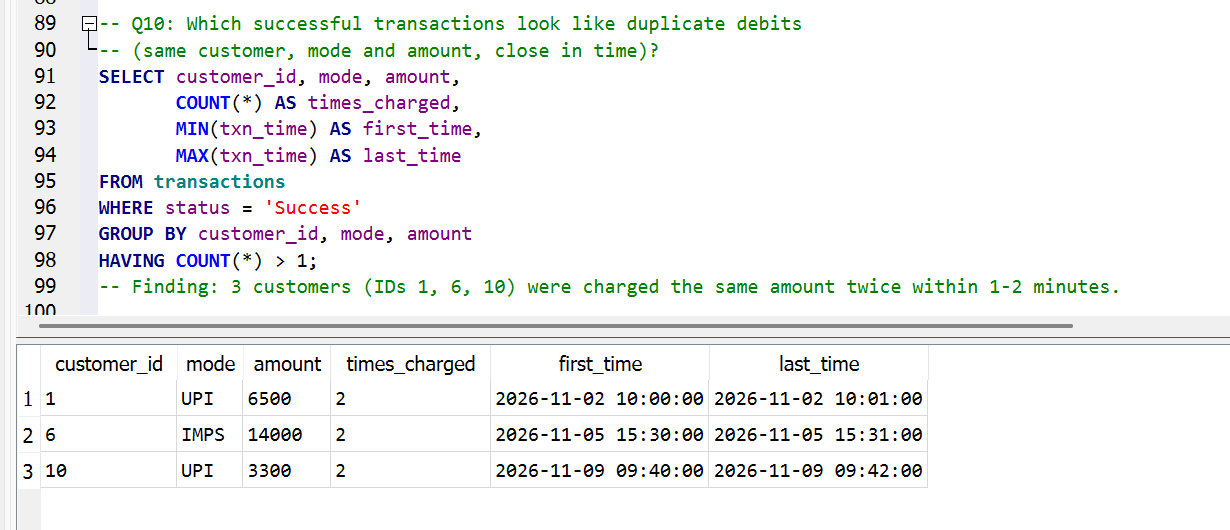 89 -- Q10: Which successful transactions look like duplicate debits
90 -- (same customer, mode and amount, close in time)?
91 SELECT customer_id, mode, amount,
92 COUNT(*) AS times_charged,
93 MIN(txn_time) AS first_time,
94 MAX(txn_time) AS last_time
95 FROM transactions
96 WHERE status = 'Success'
97 GROUP BY customer_id, mode, amount
98 HAVING COUNT(*) > 1;
99 -- Finding: 3 customers (IDs 1, 6, 10) were charged the same amount twice within 1-2 minutes.
100
customer_id mode amount times_charged first_time last_time
1 1 UPI 6500 2 2026-11-02 10:00:00 2026-11-02 10:01:00
2 6 IMPS 14000 2 2026-11-05 15:30:00 2026-11-05 15:31:00
3 10 UPI 3300 2 2026-11-09 09:40:00 2026-11-09 09:42:00